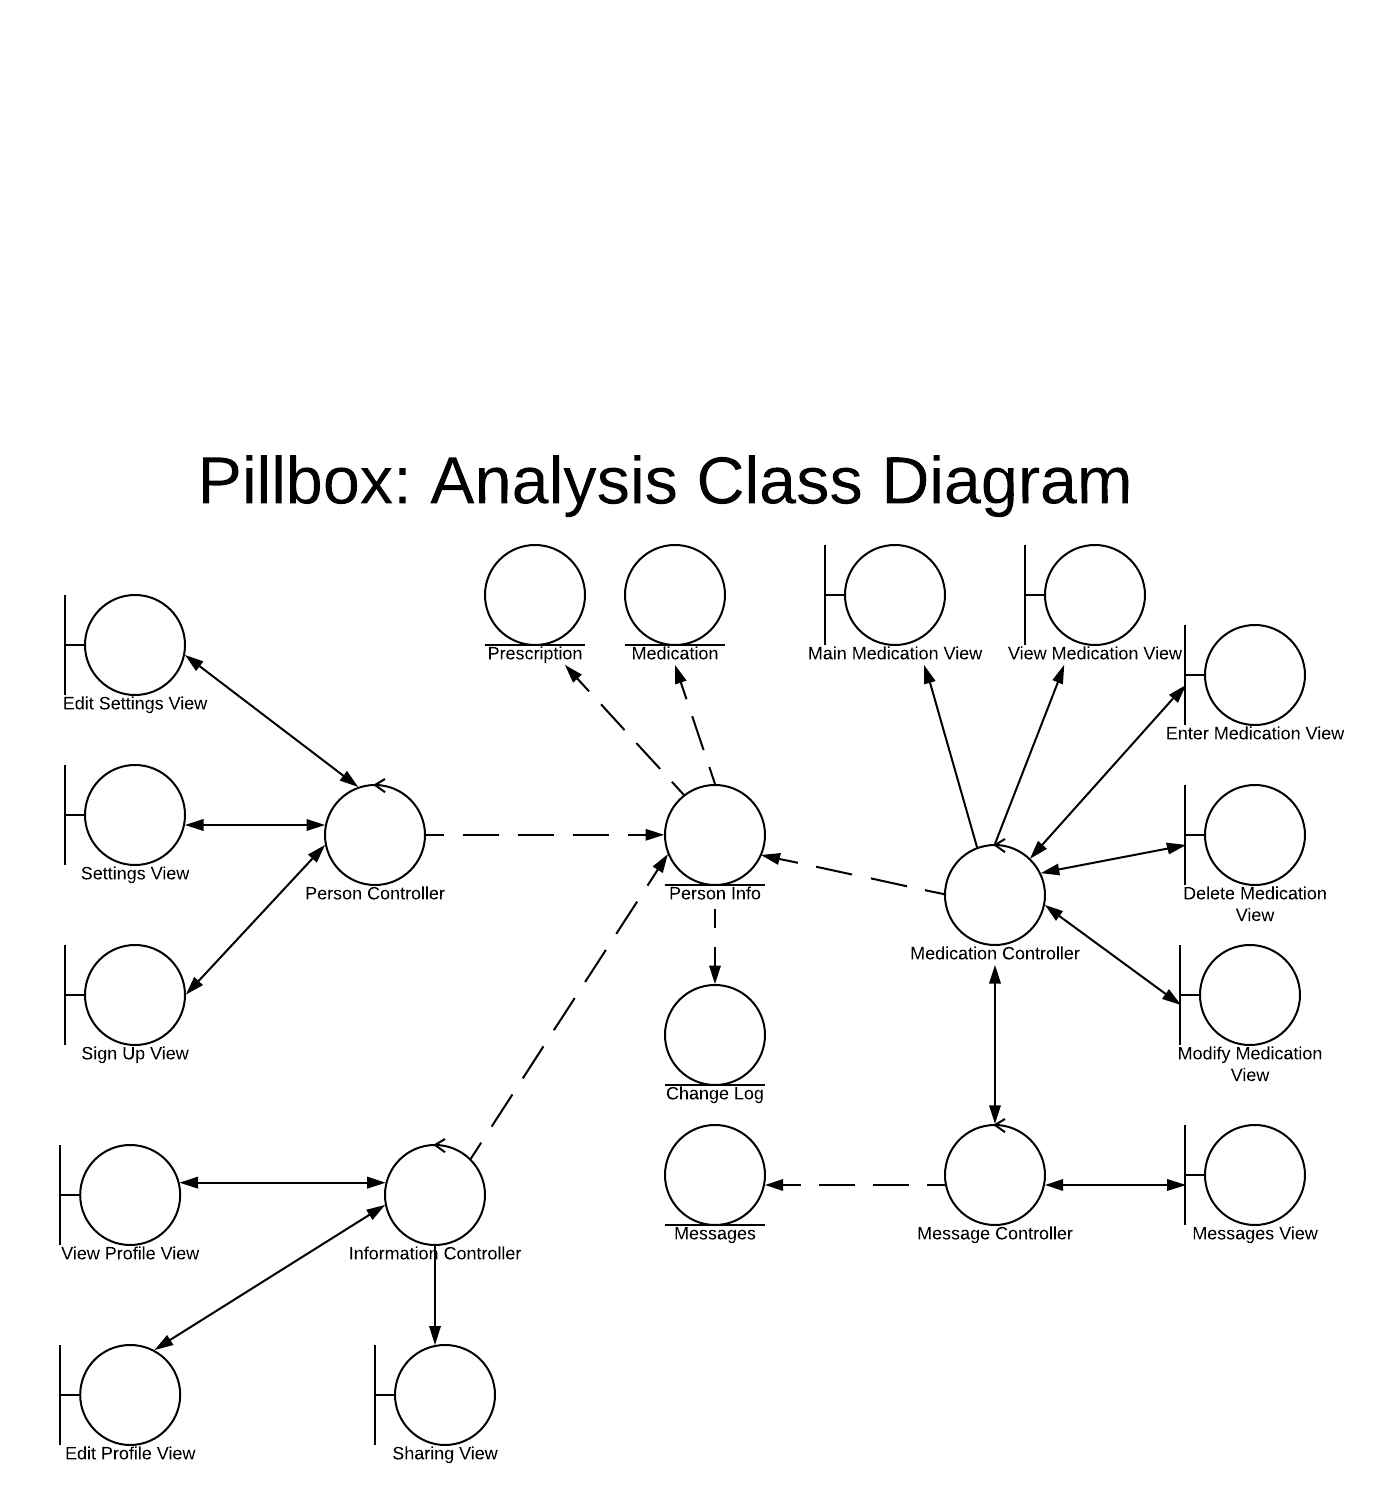 Pillbox: Analysis Class Diagram
Prescription
Medication
Main Medication View
View Medication View
Edit Settings View
Enter Medication View
Settings View
Person Controller
Person Info
Delete Medication
View
Medication Controller
Sign Up View
Modify Medication
View
Change Log
Messages
Message Controller
Messages View
View Profile View
Information Controller
Edit Profile View
Sharing View